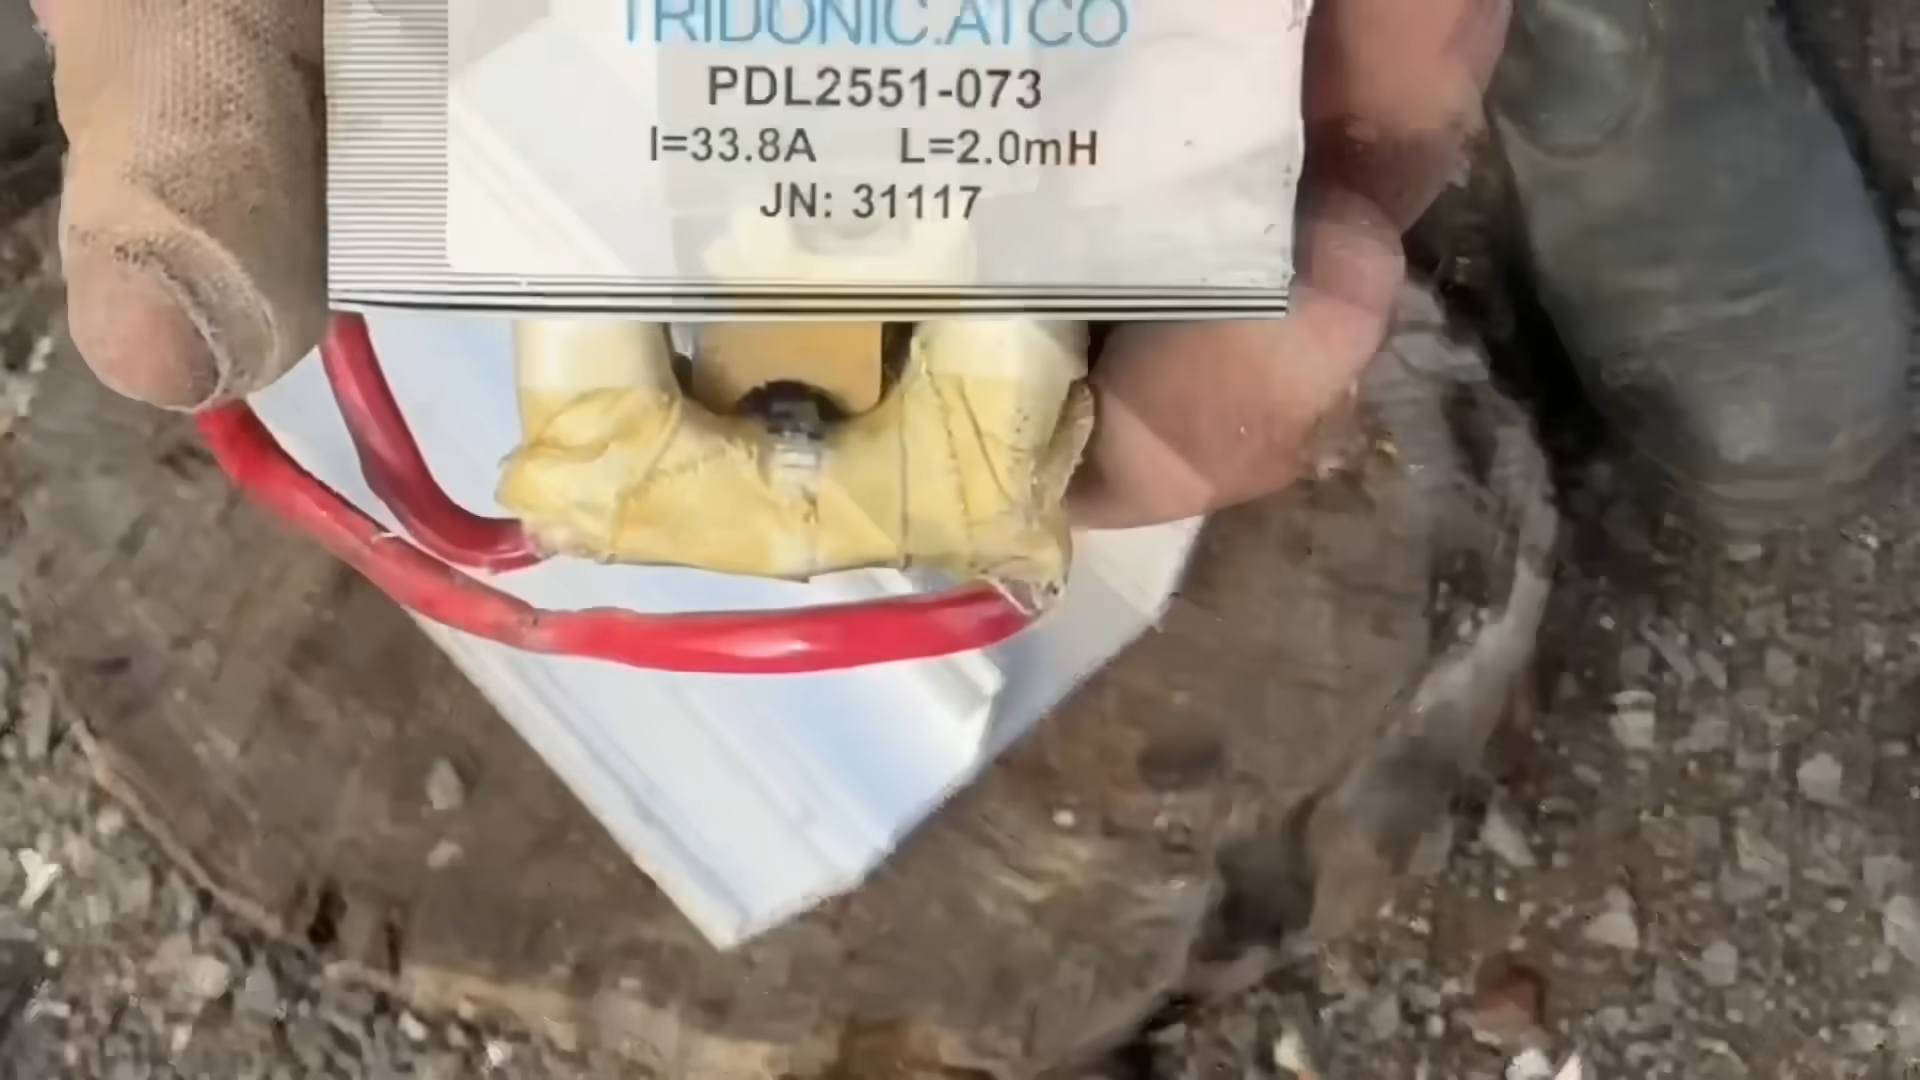 TRIDONIC.ATCO
PDL2551-073
I=33.8A L=2.0mH
JN: 31117